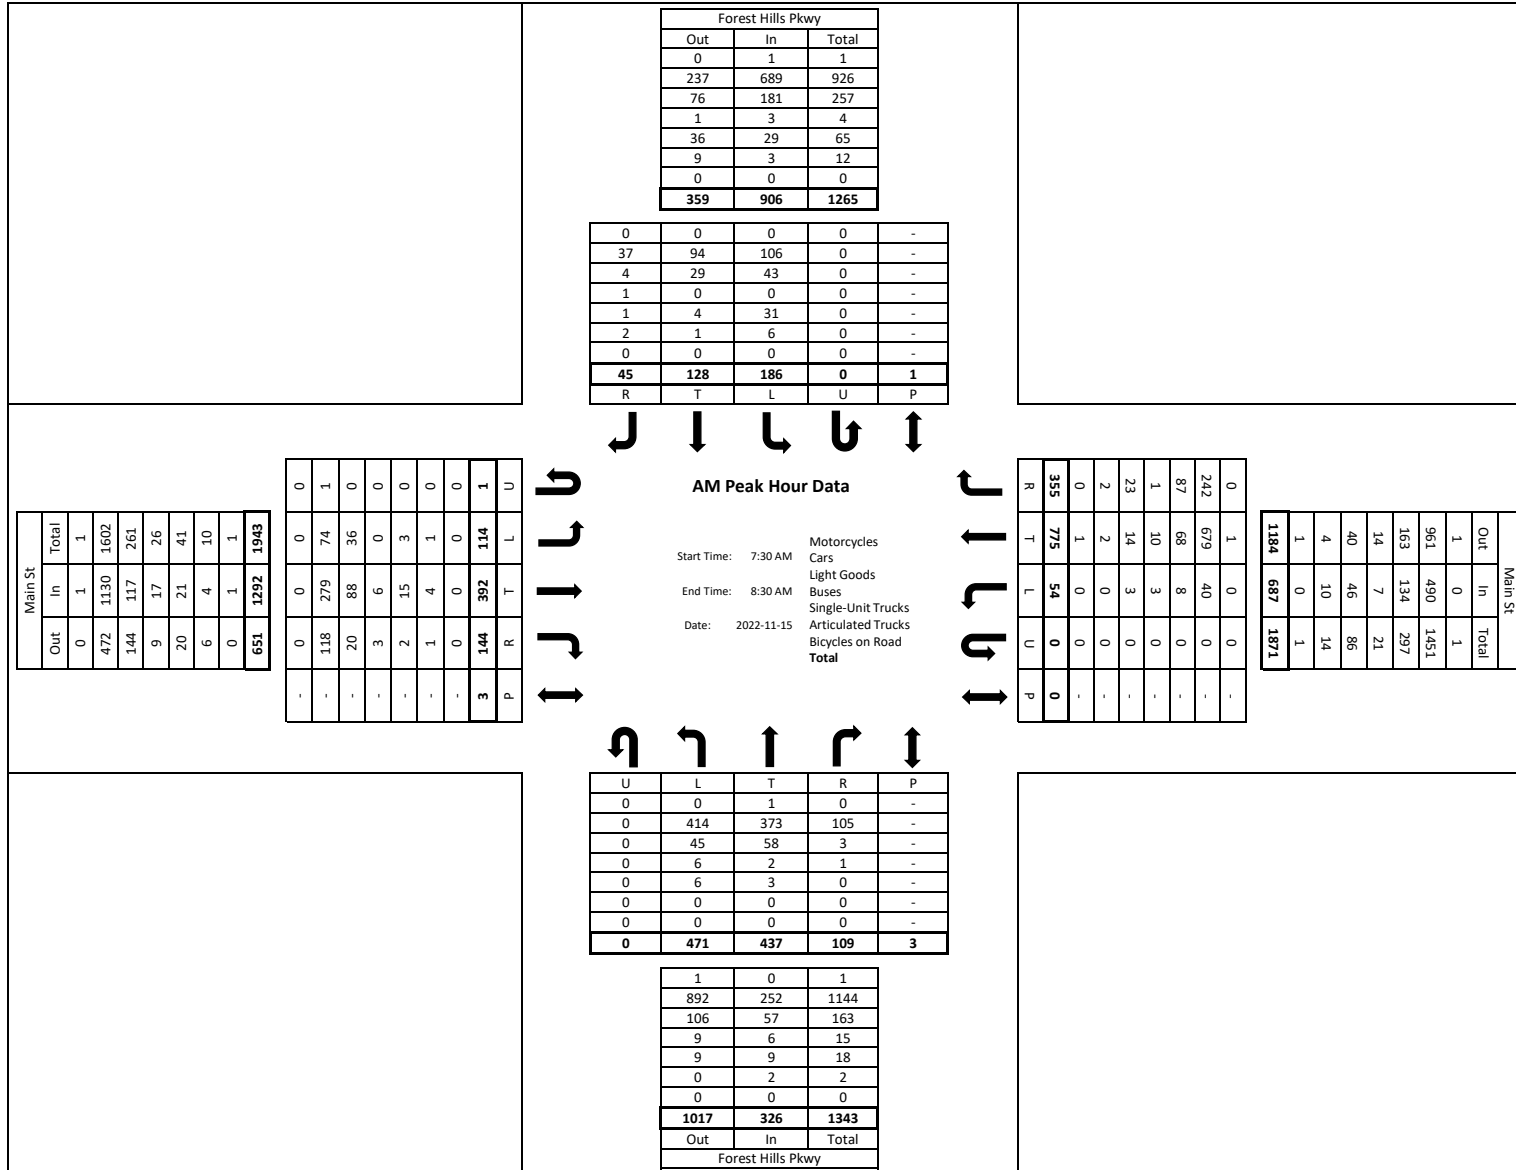 Forest Hills Pkwy
Out In Total
0 1 1
237 689 926
76 181 257
1 3 4
36 29 65
9 3 12
0 0 0
359 906 1265
0 0 0 0 -
37 94 106 0 -
4 29 43 0 -
1 0 0 0 -
1 4 31 0 -
2 1 6 0 -
0 0 0 0 -
45 128 186 0 1
R T L U P
Main St
Total 1 1602 261 26 41 10 1 1943
In 1 1130 117 17 21 4 1 1292
Out 0 472 144 9 20 6 0 651
0 1 0 0 0 0 0 1 U
0 74 36 0 3 1 0 114 L
0 279 88 6 15 4 0 392 T
0 118 20 3 2 1 0 144 R
- - - - - - - 3 P
AM Peak Hour Data
Start Time: 7:30 AM
End Time: 8:30 AM
Date: 2022-11-15
Motorcycles
Cars
Light Goods
Buses
Single-Unit Trucks
Articulated Trucks
Bicycles on Road
Total
R 355 0 2 23 1 87 242 0
T 775 1 2 14 10 68 679 1
L 54 0 0 3 3 8 40 0
U 0 0 0 0 0 0 0 0
P 0 - - - - - - -
1184 1 4 40 14 163 961 1 Out
687 0 10 46 7 134 490 0 In
1871 1 14 86 21 297 1451 1 Total
Main St
U L T R P
0 0 1 0 -
0 414 373 105 -
0 45 58 3 -
0 6 2 1 -
0 6 3 0 -
0 0 0 0 -
0 0 0 0 -
0 471 437 109 3
1 0 1
892 252 1144
106 57 163
9 6 15
9 9 18
0 2 2
0 0 0
1017 326 1343
Out In Total
Forest Hills Pkwy